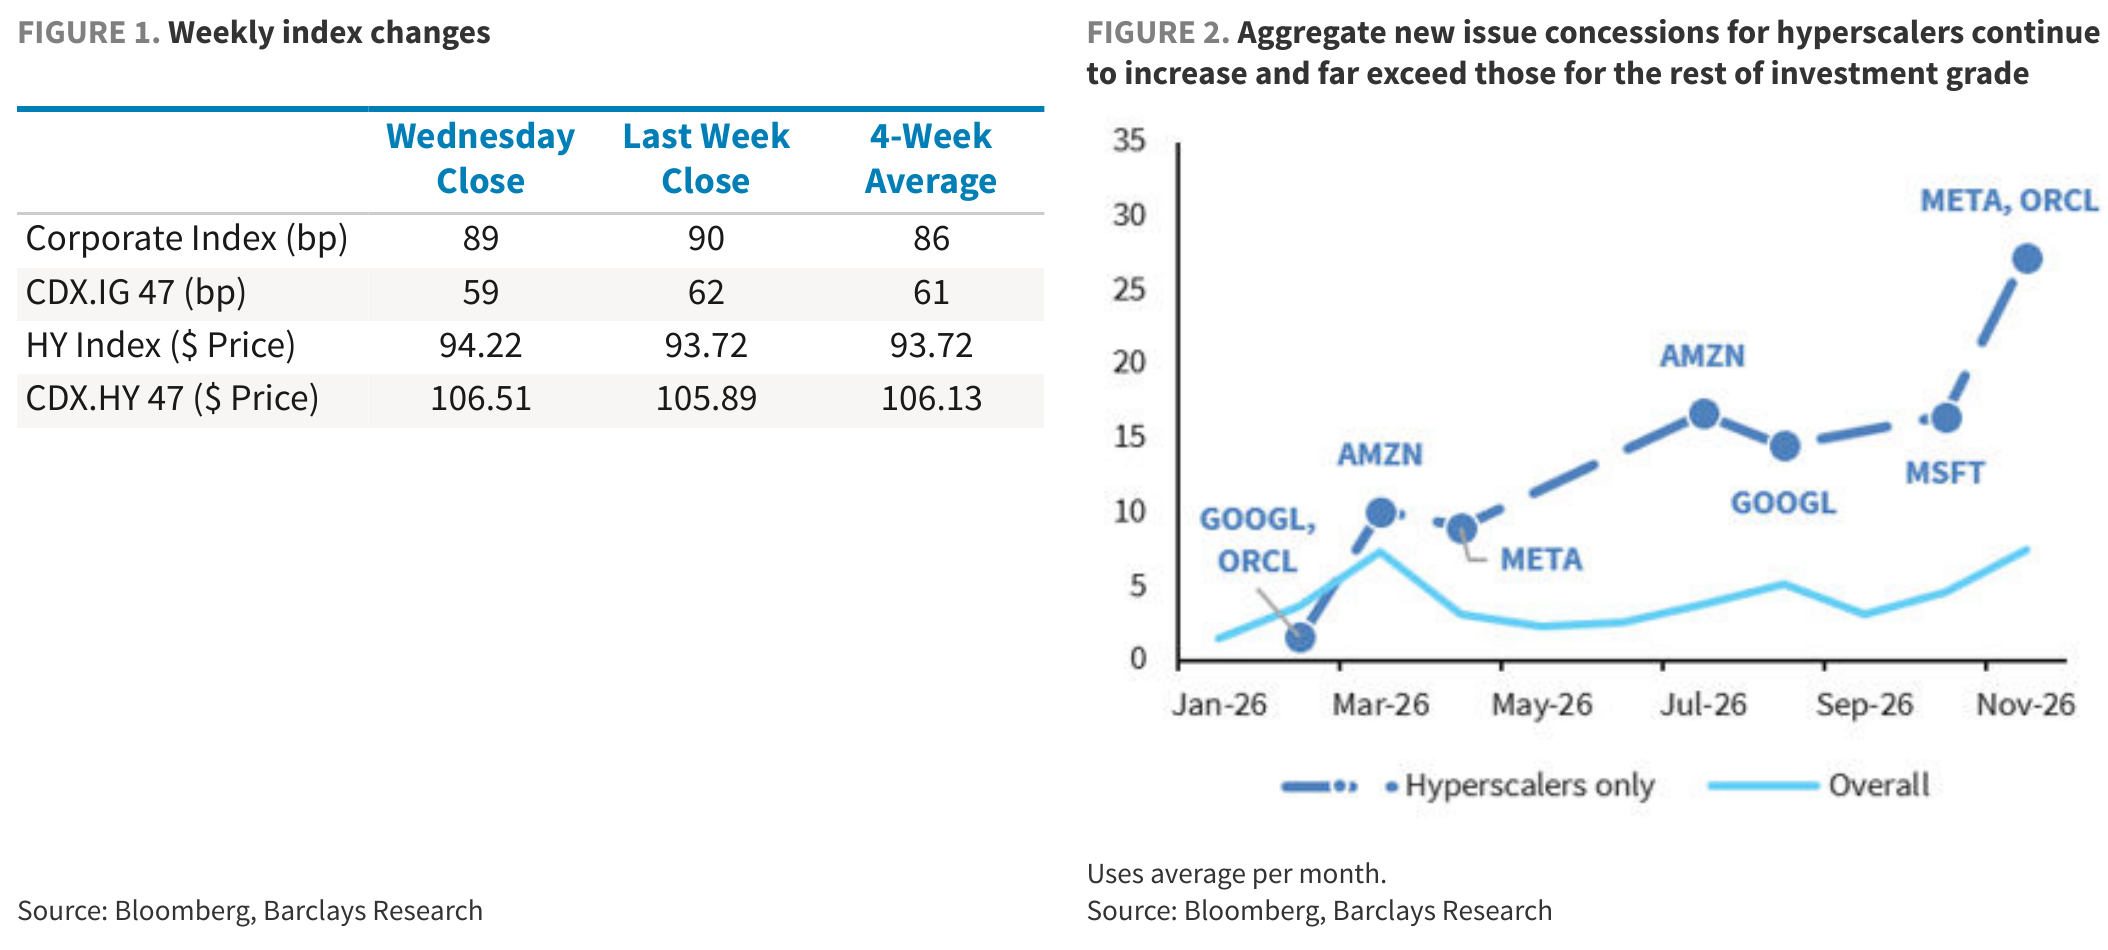 FIGURE 1. Weekly index changes
Wednesday Close Last Week Close 4-Week Average
Corporate Index (bp) 89 90 86
CDX.IG 47 (bp) 59 62 61
HY Index ($ Price) 94.22 93.72 93.72
CDX.HY 47 ($ Price) 106.51 105.89 106.13
Source: Bloomberg, Barclays Research
FIGURE 2. Aggregate new issue concessions for hyperscalers continue
to increase and far exceed those for the rest of investment grade
35
30
25
20
15
10
5
0
GOOGL,
ORCL
AMZN
META
AMZN
GOOGL
MSFT
META, ORCL
Jan-26 Mar-26 May-26 Jul-26 Sep-26 Nov-26
Hyperscalers only Overall
Uses average per month.
Source: Bloomberg, Barclays Research